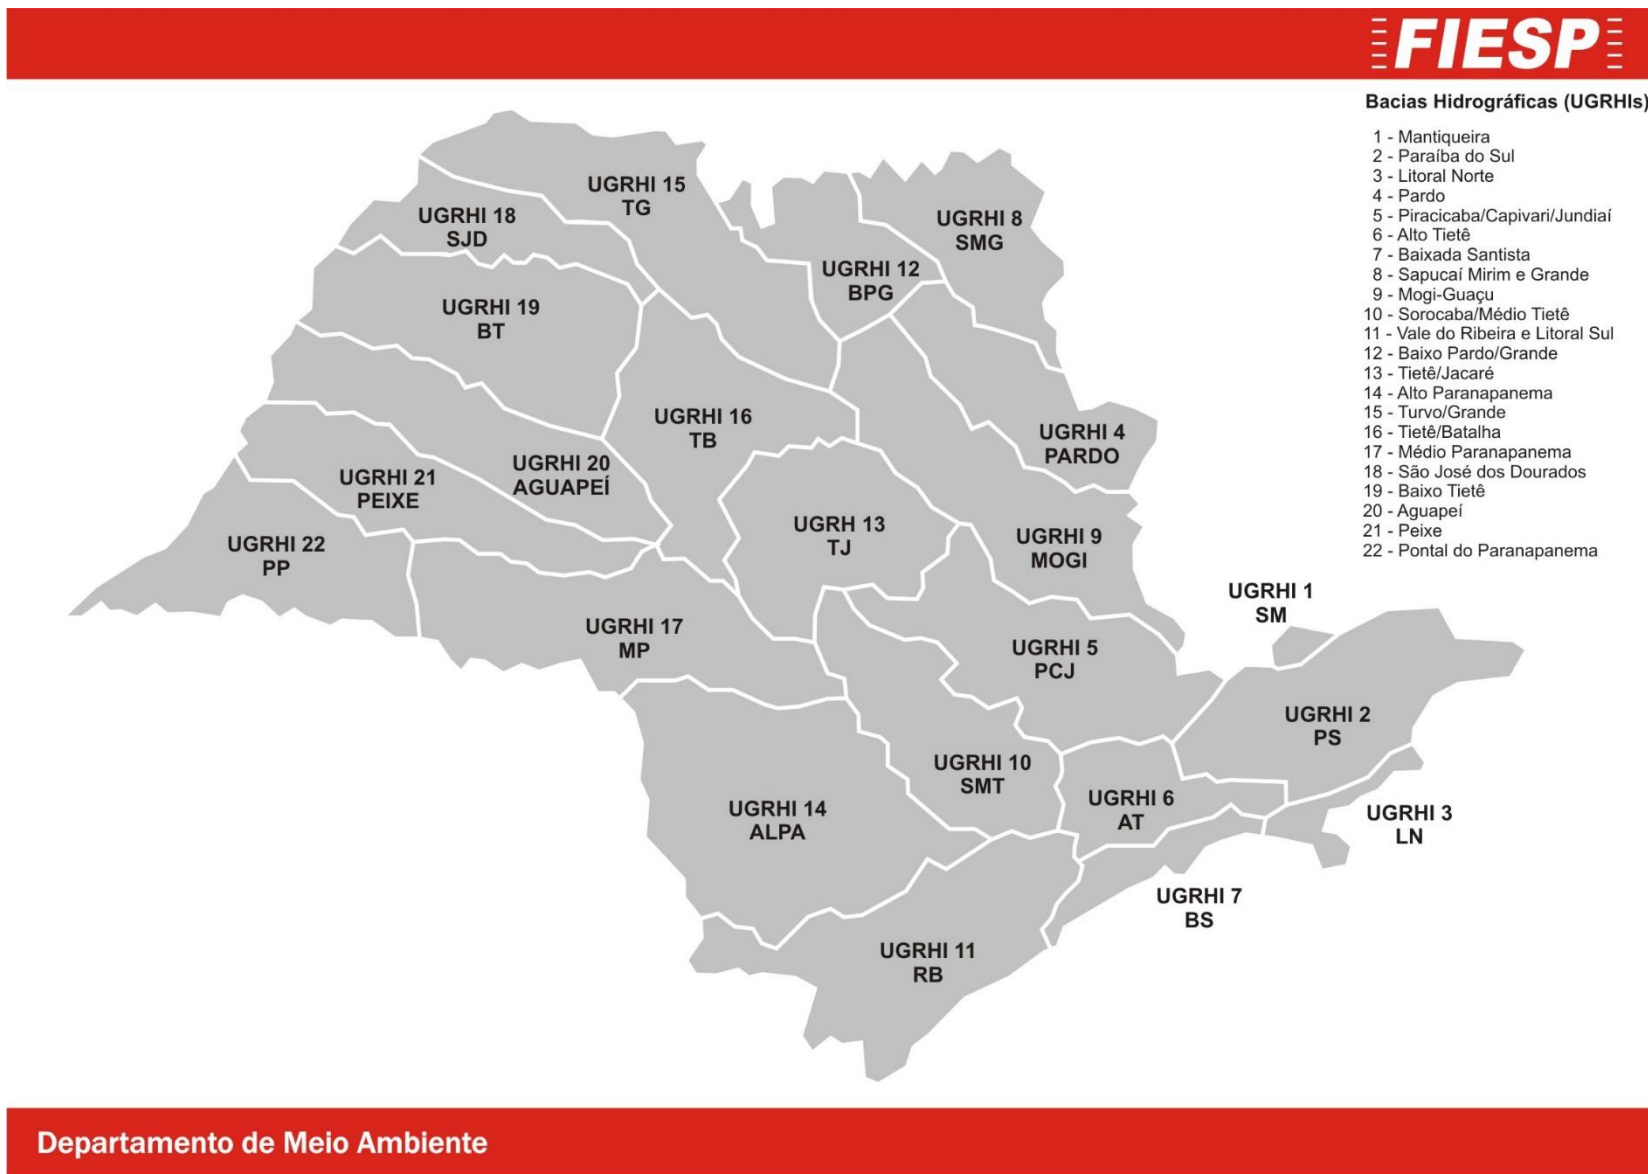 FIESP
Bacias Hidrográficas (UGRHIs)
1 - Mantiqueira
2 - Paraíba do Sul
3 - Litoral Norte
4 - Pardo
5 - Piracicaba/Capivari/Jundiaí
6 - Alto Tietê
7 - Baixada Santista
8 - Sapucaí Mirim e Grande
9 - Mogi-Guaçu
10 - Sorocaba/Médio Tietê
11 - Vale do Ribeira e Litoral Sul
12 - Baixo Pardo/Grande
13 - Tietê/Jacaré
14 - Alto Paranapanema
15 - Turvo/Grande
16 - Tietê/Batalha
17 - Médio Paranapanema
18 - São José dos Dourados
19 - Baixo Tietê
20 - Aguapeí
21 - Peixe
22 - Pontal do Paranapanema
UGRHI 15
TG
UGRHI 18
SJD
UGRHI 8
SMG
UGRHI 12
BPG
UGRHI 19
BT
UGRHI 16
TB
UGRHI 4
PARDO
UGRHI 20
AGUAPEÍ
UGRHI 21
PEIXE
UGRH 13
TJ
UGRHI 9
MOGI
UGRHI 22
PP
UGRHI 1
SM
UGRHI 17
MP
UGRHI 5
PCJ
UGRHI 2
PS
UGRHI 10
SMT
UGRHI 6
AT
UGRHI 14
ALPA
UGRHI 3
LN
UGRHI 7
BS
UGRHI 11
RB
Departamento de Meio Ambiente